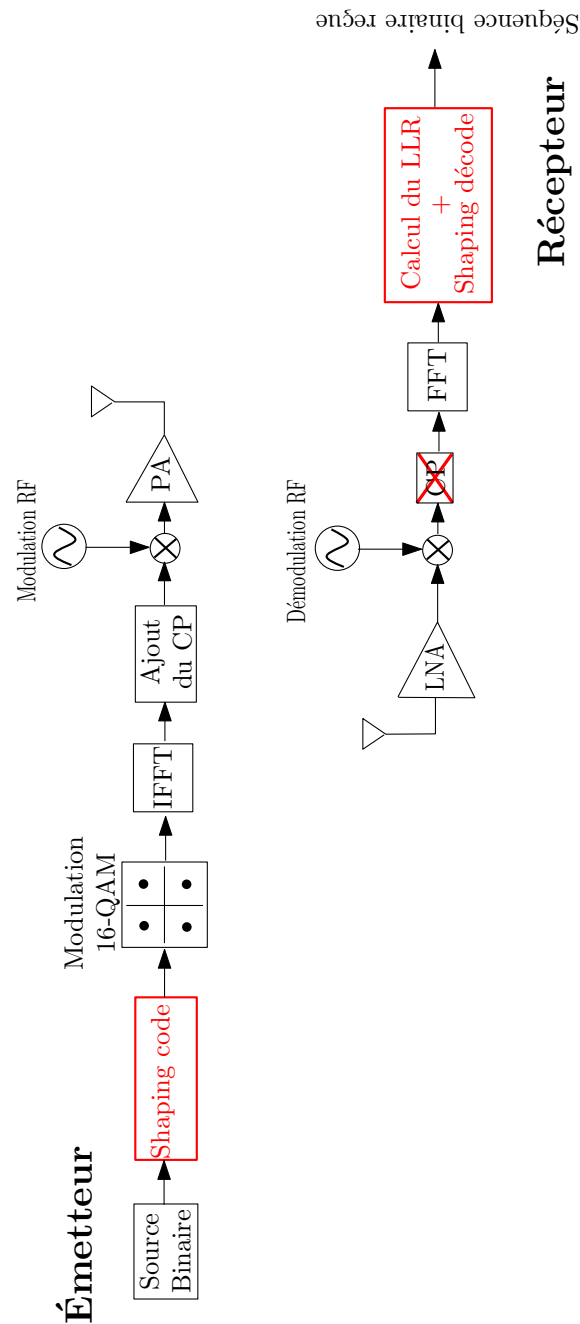 Émetteur
Source
Binaire
Shaping code
Modulation
16-QAM
IFFT
Ajout
du CP
Modulation RF
PA
Récepteur
LNA
Démodulation RF
CP
FFT
Calcul du LLR
+
Shaping décode
Séquence binaire reçue